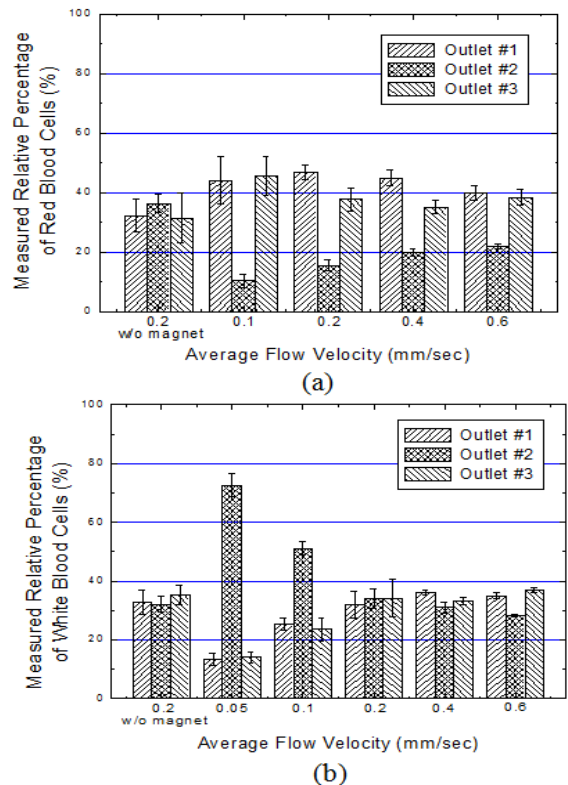 100
80
60
40
20
0
Measured Relative Percentage
of Red Blood Cells (%)
Outlet #1
Outlet #2
Outlet #3
0.2 0.1 0.2 0.4 0.6
w/o magnet
Average Flow Velocity (mm/sec)
(a)
100
80
60
40
20
0
Measured Relative Percentage
of White Blood Cells (%)
Outlet #1
Outlet #2
Outlet #3
0.2 0.05 0.1 0.2 0.4 0.6
w/o magnet
Average Flow Velocity (mm/sec)
(b)